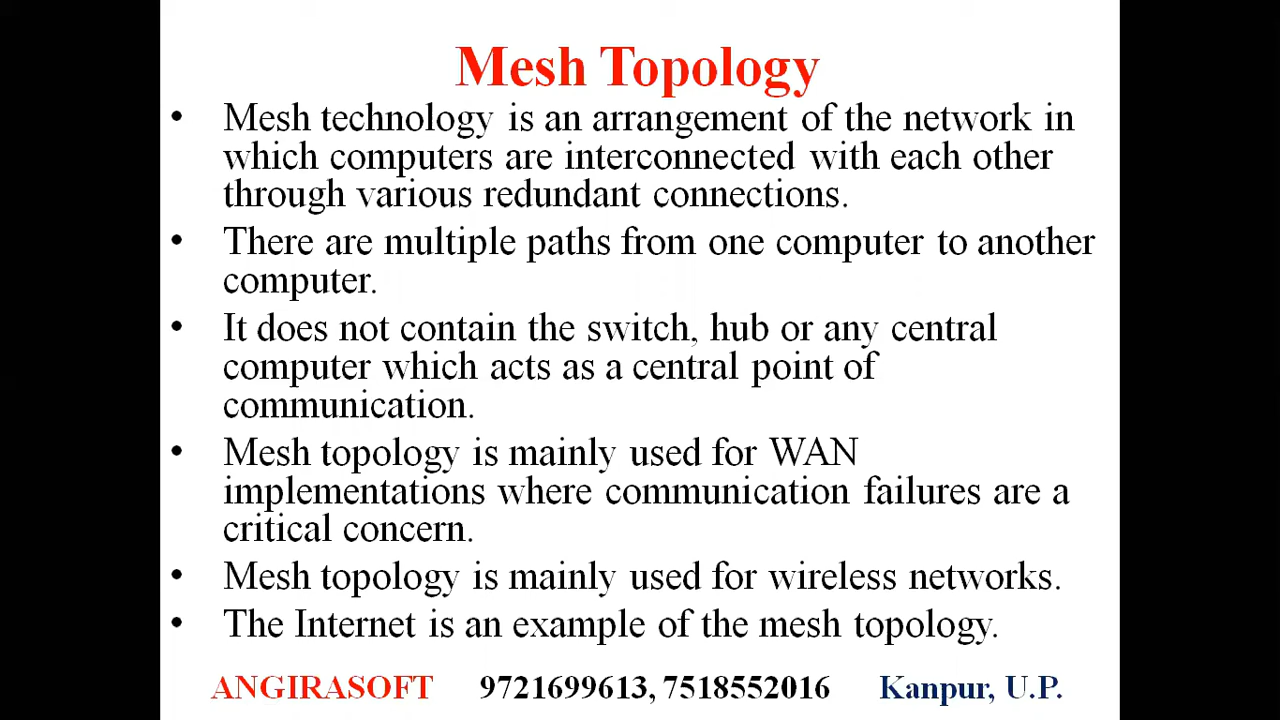 Mesh Topology
• Mesh technology is an arrangement of the network in
which computers are interconnected with each other
through various redundant connections.
• There are multiple paths from one computer to another
computer.
• It does not contain the switch, hub or any central
computer which acts as a central point of
communication.
• Mesh topology is mainly used for WAN
implementations where communication failures are a
critical concern.
• Mesh topology is mainly used for wireless networks.
• The Internet is an example of the mesh topology.
ANGIRASOFT 9721699613, 7518552016 Kanpur, U.P.